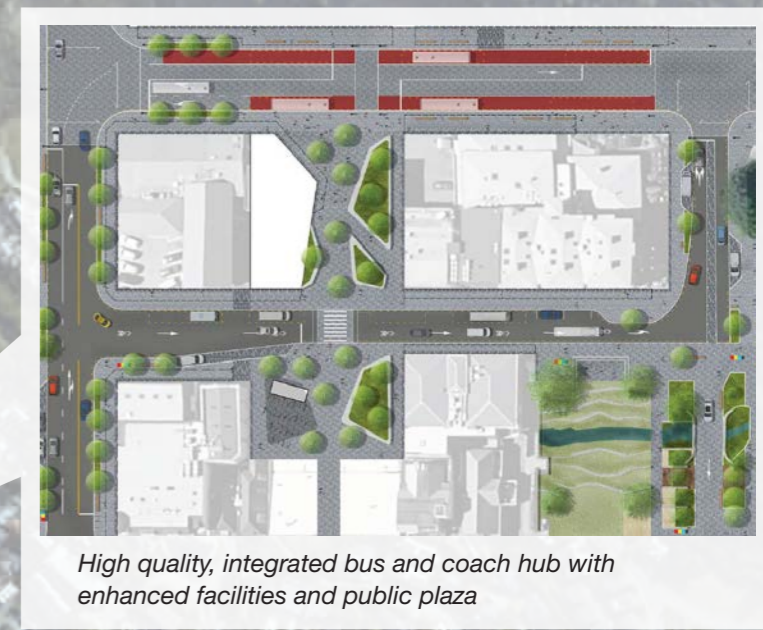 High quality, integrated bus and coach hub with
enhanced facilities and public plaza